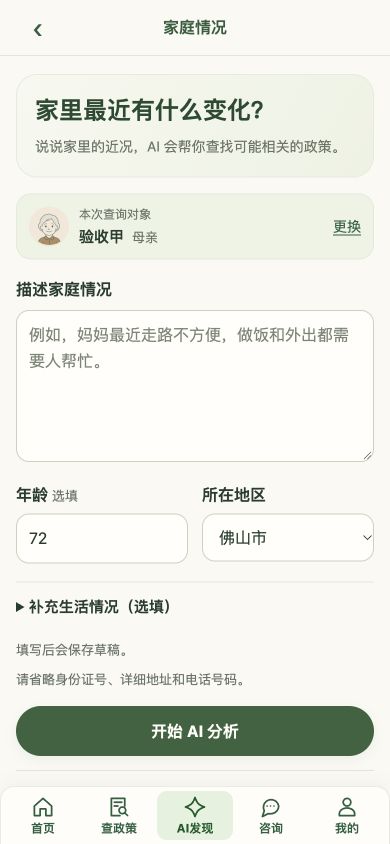 家庭情况
家里最近有什么变化?
说说家里的近况，AI 会帮你查找可能相关的政策。
本次查询对象
验收甲 母亲
更换
描述家庭情况
例如，妈妈最近走路不方便，做饭和外出都需
要人帮忙。
年龄 选填
所在地区
72
佛山市
补充生活情况（选填）
填写后会保存草稿。
请省略身份证号、详细地址和电话号码。
开始 AI 分析
首页
查政策
AI发现
咨询
我的